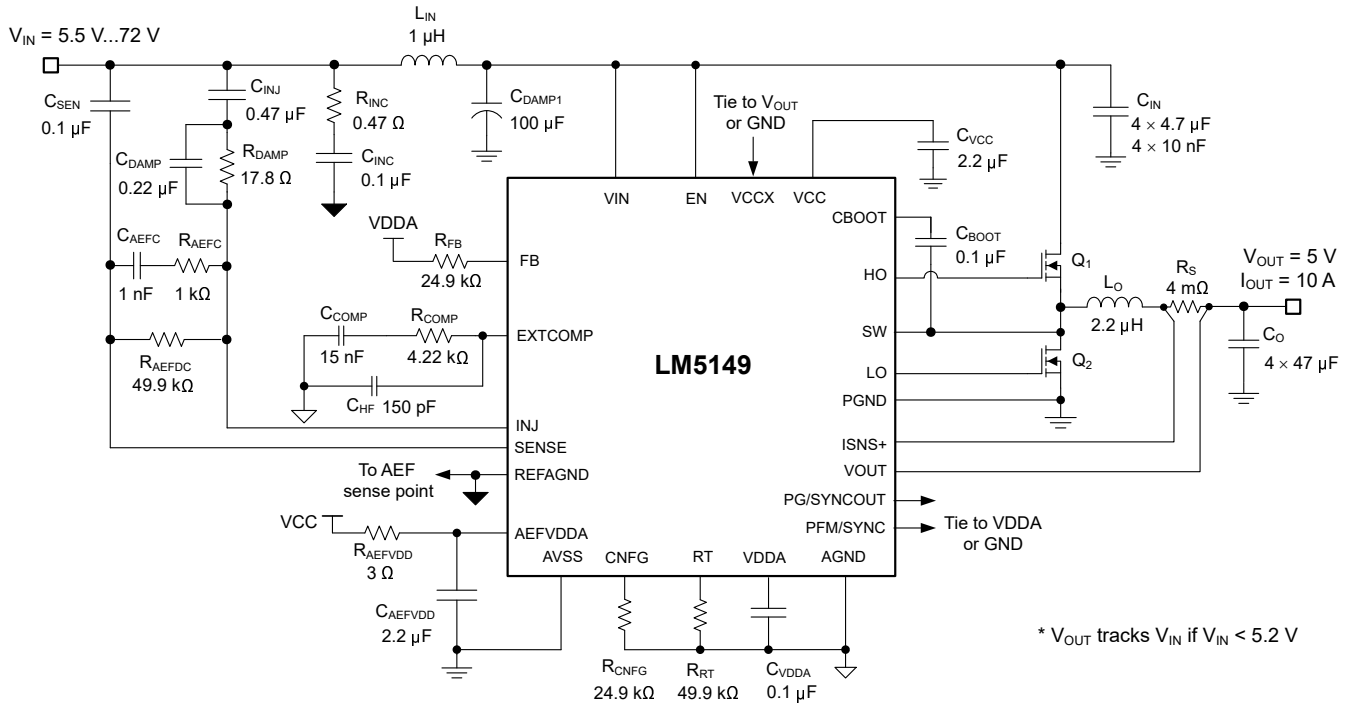 V_IN = 5.5 V...72 V
L_IN
1 µH
C_SEN
0.1 µF
C_INJ
0.47 µF
R_INC
0.47 Ω
C_DAMP1
100 µF
Tie to V_OUT
or GND
C_VCC
2.2 µF
C_IN
4 × 4.7 µF
4 × 10 nF
C_DAMP
0.22 µF
R_DAMP
17.8 Ω
C_INC
0.1 µF
VIN
EN
VCCX
VCC
VDDA
R_FB
24.9 kΩ
FB
CBOOT
C_BOOT
0.1 µF
C_AEFC
1 nF
R_AEFC
1 kΩ
HO
Q1
V_OUT = 5 V
I_OUT = 10 A
L_O
2.2 µH
R_S
4 mΩ
C_COMP
15 nF
R_COMP
4.22 kΩ
EXTCOMP
LM5149
SW
R_AEFDC
49.9 kΩ
C_HF
150 pF
LO
Q2
C_O
4 × 47 µF
PGND
INJ
SENSE
ISNS+
To AEF
sense point
REFAGND
VOUT
PG/SYNCOUT
VCC
R_AEFVDD
3 Ω
AEFVDDA
PFM/SYNC
Tie to VDDA
or GND
AVSS
CNFG
RT
VDDA
AGND
C_AEFVDD
2.2 µF
R_CNFG
24.9 kΩ
R_RT
49.9 kΩ
C_VDDA
0.1 µF
* V_OUT tracks V_IN if V_IN < 5.2 V